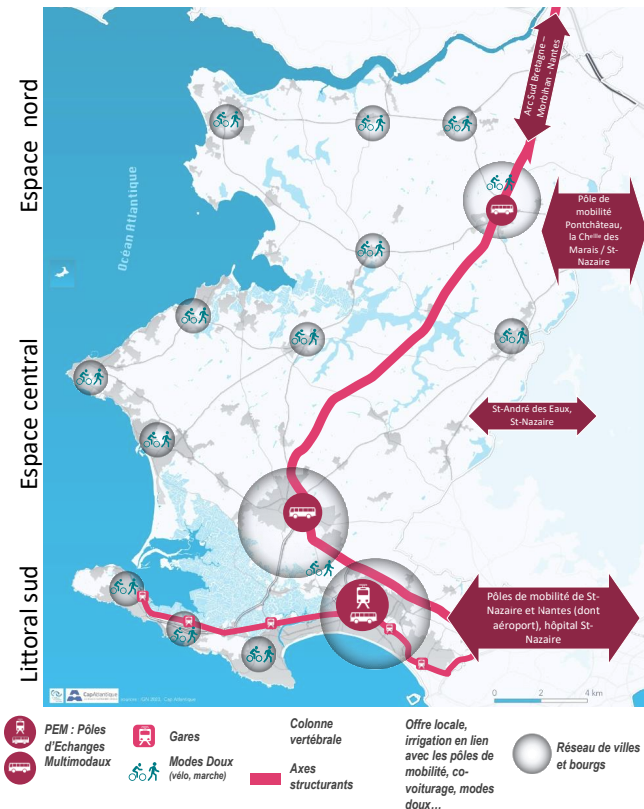 Espace nord
Espace central
Littoral sud
Océan Atlantique
Arc Sud Bretagne –
Morbihan - Nantes
Pôle de
mobilité
Pontchâteau,
la Chelle des
Marais / St-
Nazaire
St-André des Eaux,
St-Nazaire
Pôles de mobilité de St-
Nazaire et Nantes (dont
aéroport), hôpital St-
Nazaire
CapAtlantique
0 2 4 km
PEM : Pôles
d'Echanges
Multimodaux
Gares
Modes Doux
(vélo, marche)
Colonne
vertébrale
Axes
structurants
Offre locale,
irrigation en lien
avec les pôles de
mobilité, co-
voiturage, modes
doux…
Réseau de villes
et bourgs